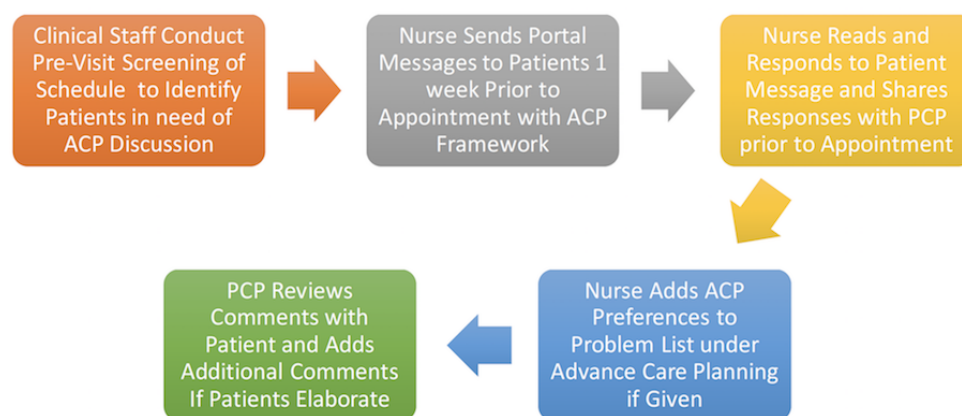 Clinical Staff Conduct
Pre-Visit Screening of
Schedule to Identify
Patients in need of
ACP Discussion
Nurse Sends Portal
Messages to Patients 1
week Prior to
Appointment with ACP
Framework
Nurse Reads and
Responds to Patient
Message and Shares
Responses with PCP
prior to Appointment
Nurse Adds ACP
Preferences to
Problem List under
Advance Care Planning
if Given
PCP Reviews
Comments with
Patient and Adds
Additional Comments
If Patients Elaborate